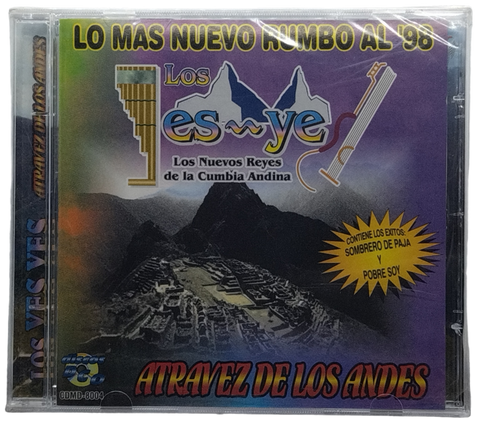 LO MAS NUEVO RUMBO AL '98
Los
Yes~~Yes
Los Nuevos Reyes
de la Cumbia Andina
CONTIENE LOS EXITOS:
SOMBRERO DE PAJA
Y
POBRE SOY
ATRAVEZ DE LOS ANDES
CDMD-8004
LOS YES YES ATRAVEZ DE LOS ANDES